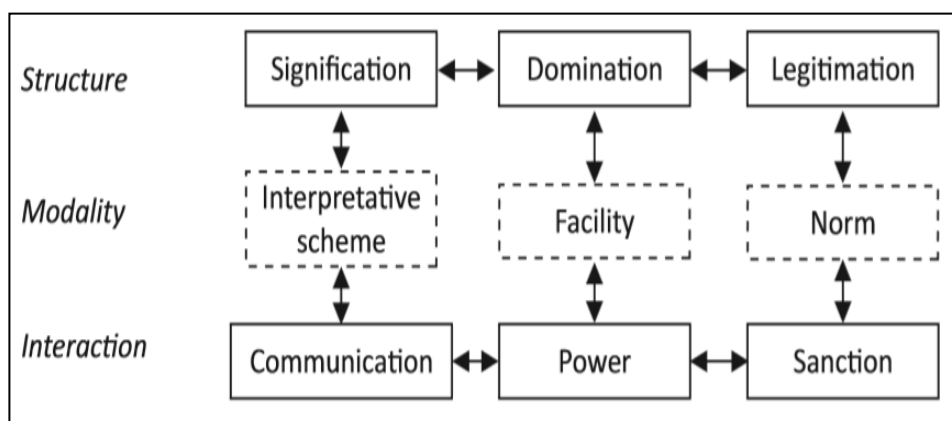 Structure
Signification
Domination
Legitimation
Modality
Interpretative
scheme
Facility
Norm
Interaction
Communication
Power
Sanction